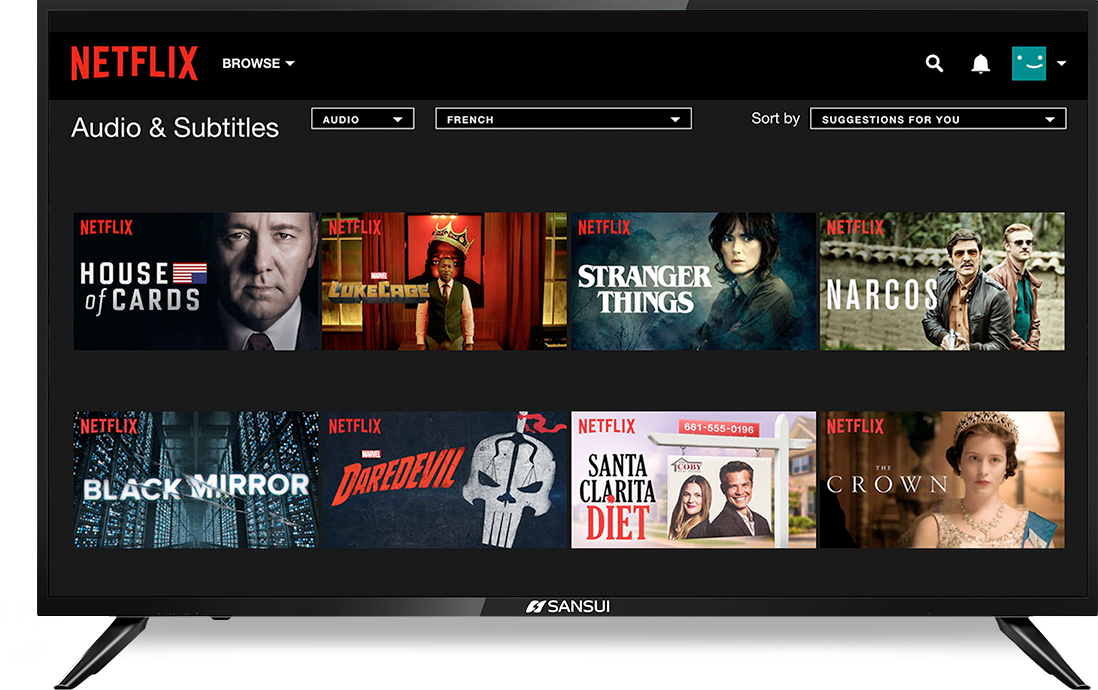 NETFLIX BROWSE
Audio & Subtitles AUDIO FRENCH Sort by SUGGESTIONS FOR YOU
NETFLIX
HOUSE
of CARDS
NETFLIX
MARVEL
LUKE CAGE
NETFLIX
STRANGER
THINGS
NETFLIX
NARCOS
NETFLIX
BLACK MIRROR
NETFLIX
MARVEL
DAREDEVIL
NETFLIX
661-555-0196
COBY
SANTA
CLARITA
DIET
NETFLIX
THE
CROWN
SANSUI